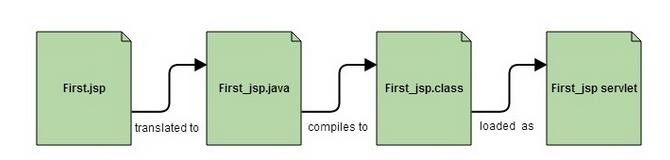 First.jsp
translated to
First_jsp.java
compiles to
First_jsp.class
loaded as
First_jsp servlet